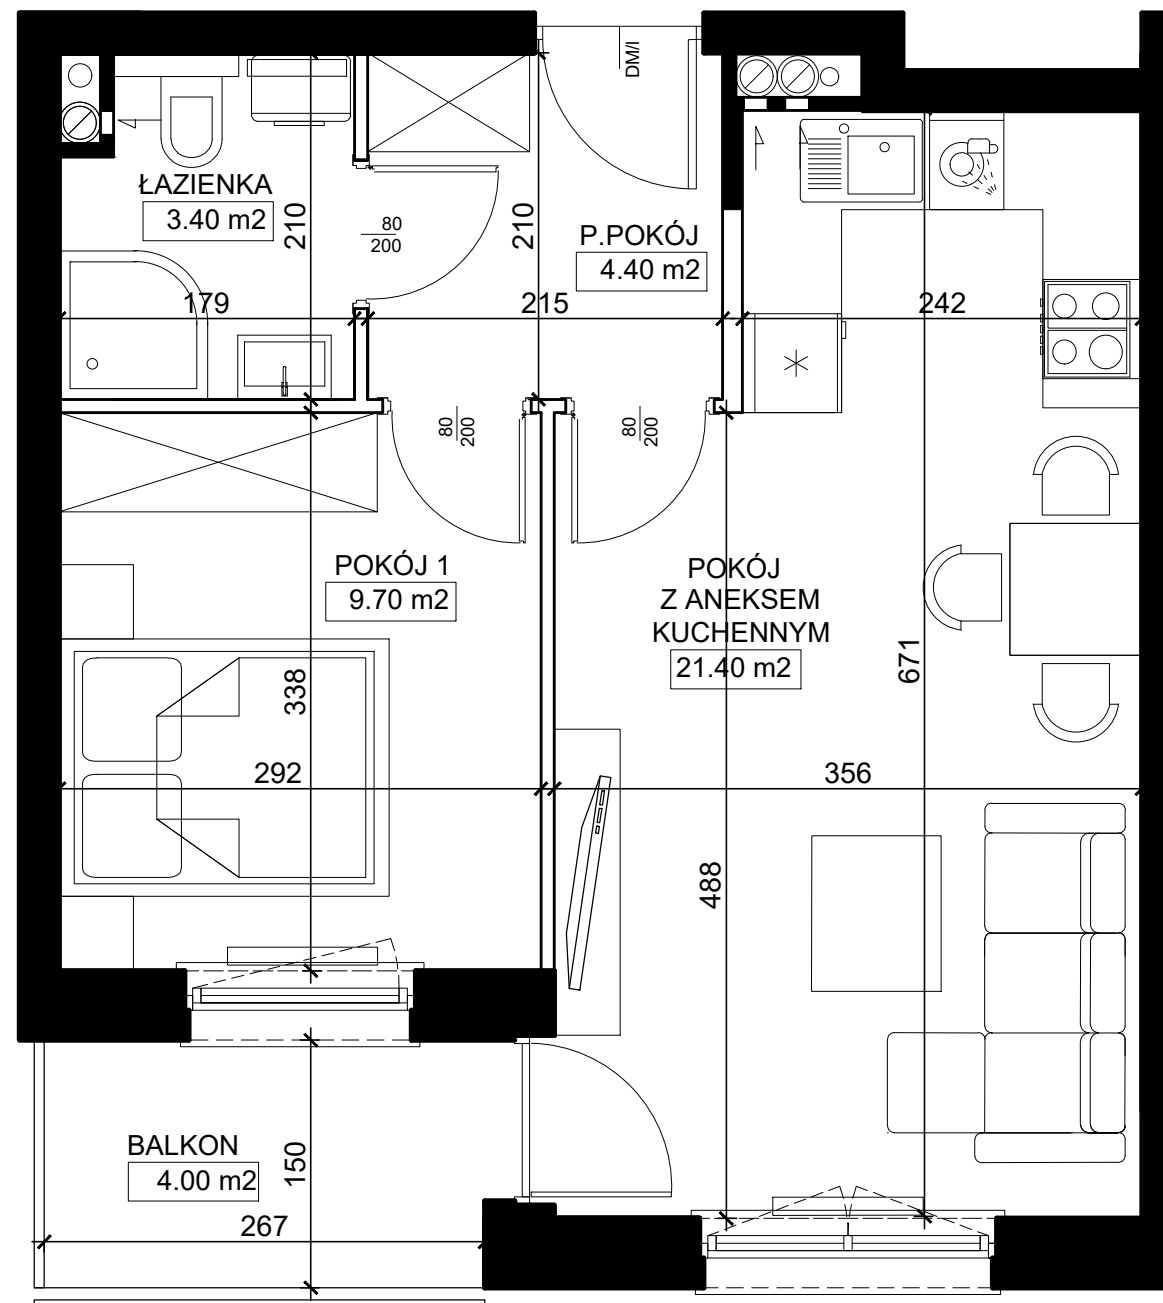 DM/I
ŁAZIENKA
3.40 m2
210
80
200
210
P.POKÓJ
4.40 m2
179
215
242
80
200
80
200
POKÓJ 1
9.70 m2
POKÓJ
Z ANEKSEM
KUCHENNYM
21.40 m2
338
671
292
356
488
BALKON
4.00 m2
150
267